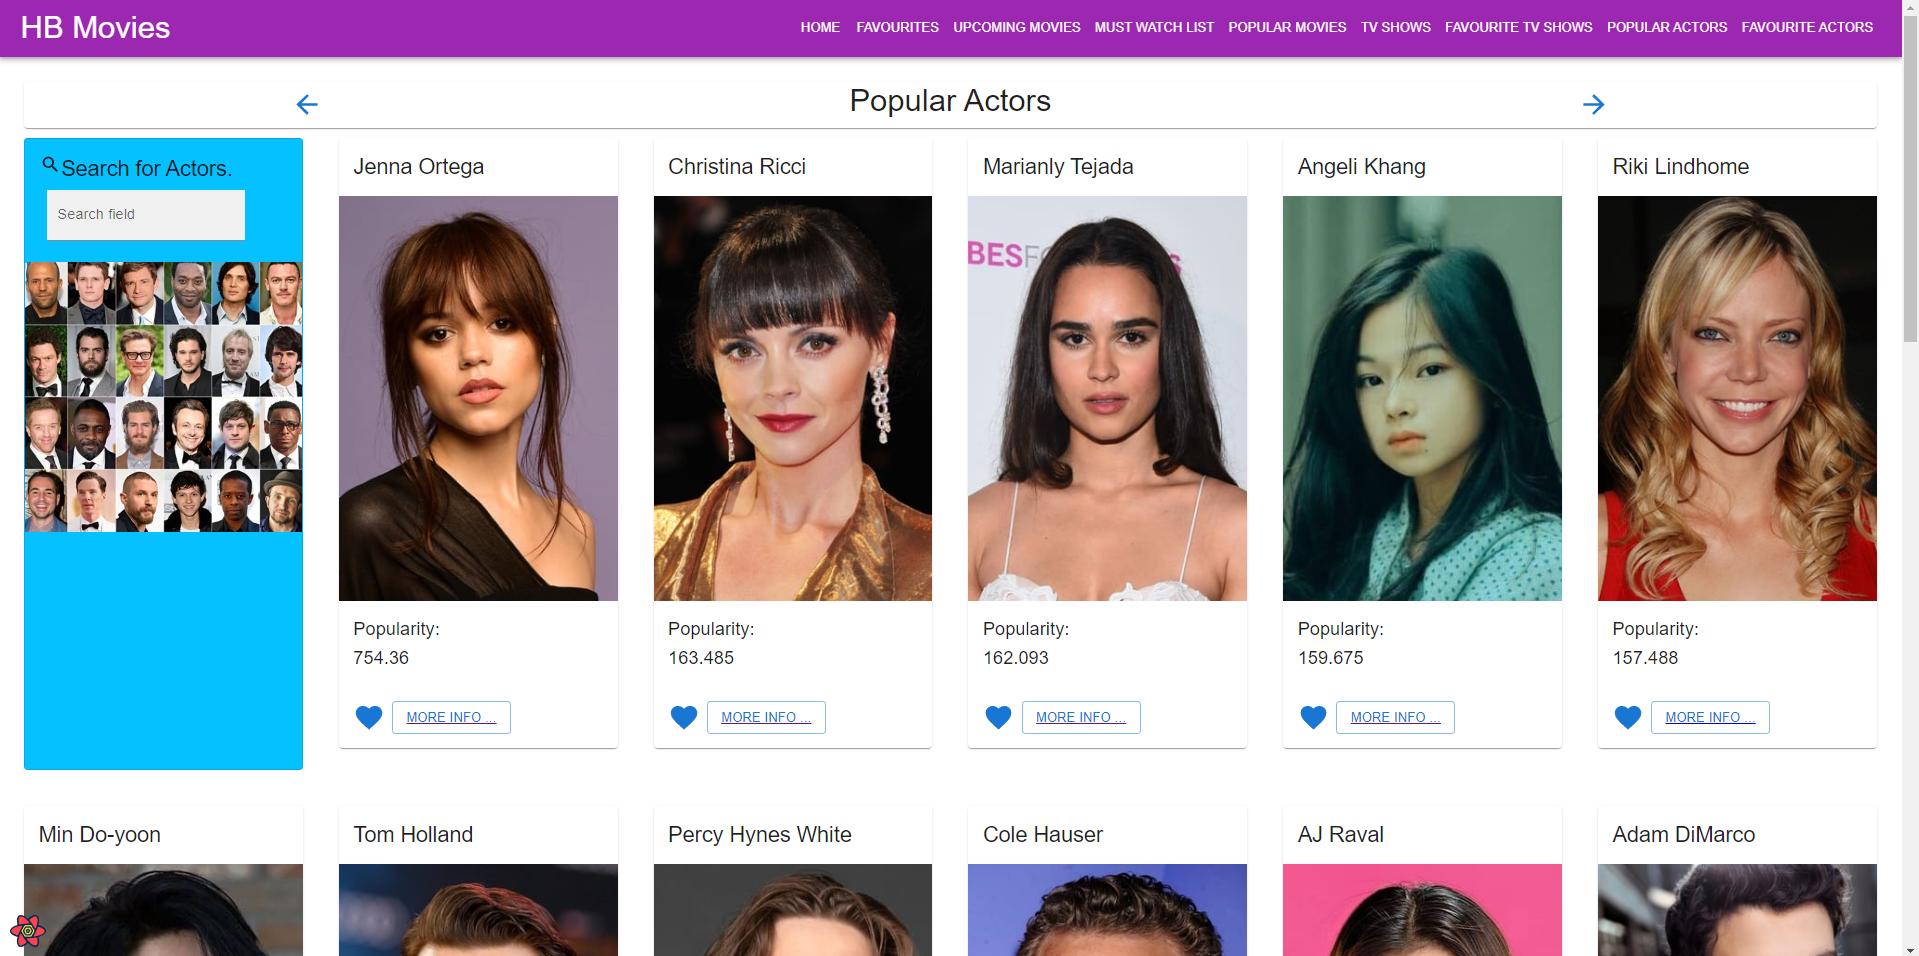 HB Movies
HOME FAVOURITES UPCOMING MOVIES MUST WATCH LIST POPULAR MOVIES TV SHOWS FAVOURITE TV SHOWS POPULAR ACTORS FAVOURITE ACTORS
Popular Actors
Search for Actors.
Search field
Jenna Ortega
Popularity:
754.36
MORE INFO ...
Christina Ricci
Popularity:
163.485
MORE INFO ...
Marianly Tejada
BESFO
S
Popularity:
162.093
MORE INFO ...
Angeli Khang
Popularity:
159.675
MORE INFO ...
Riki Lindhome
Popularity:
157.488
MORE INFO ...
Min Do-yoon
Tom Holland
Percy Hynes White
Cole Hauser
AJ Raval
Adam DiMarco